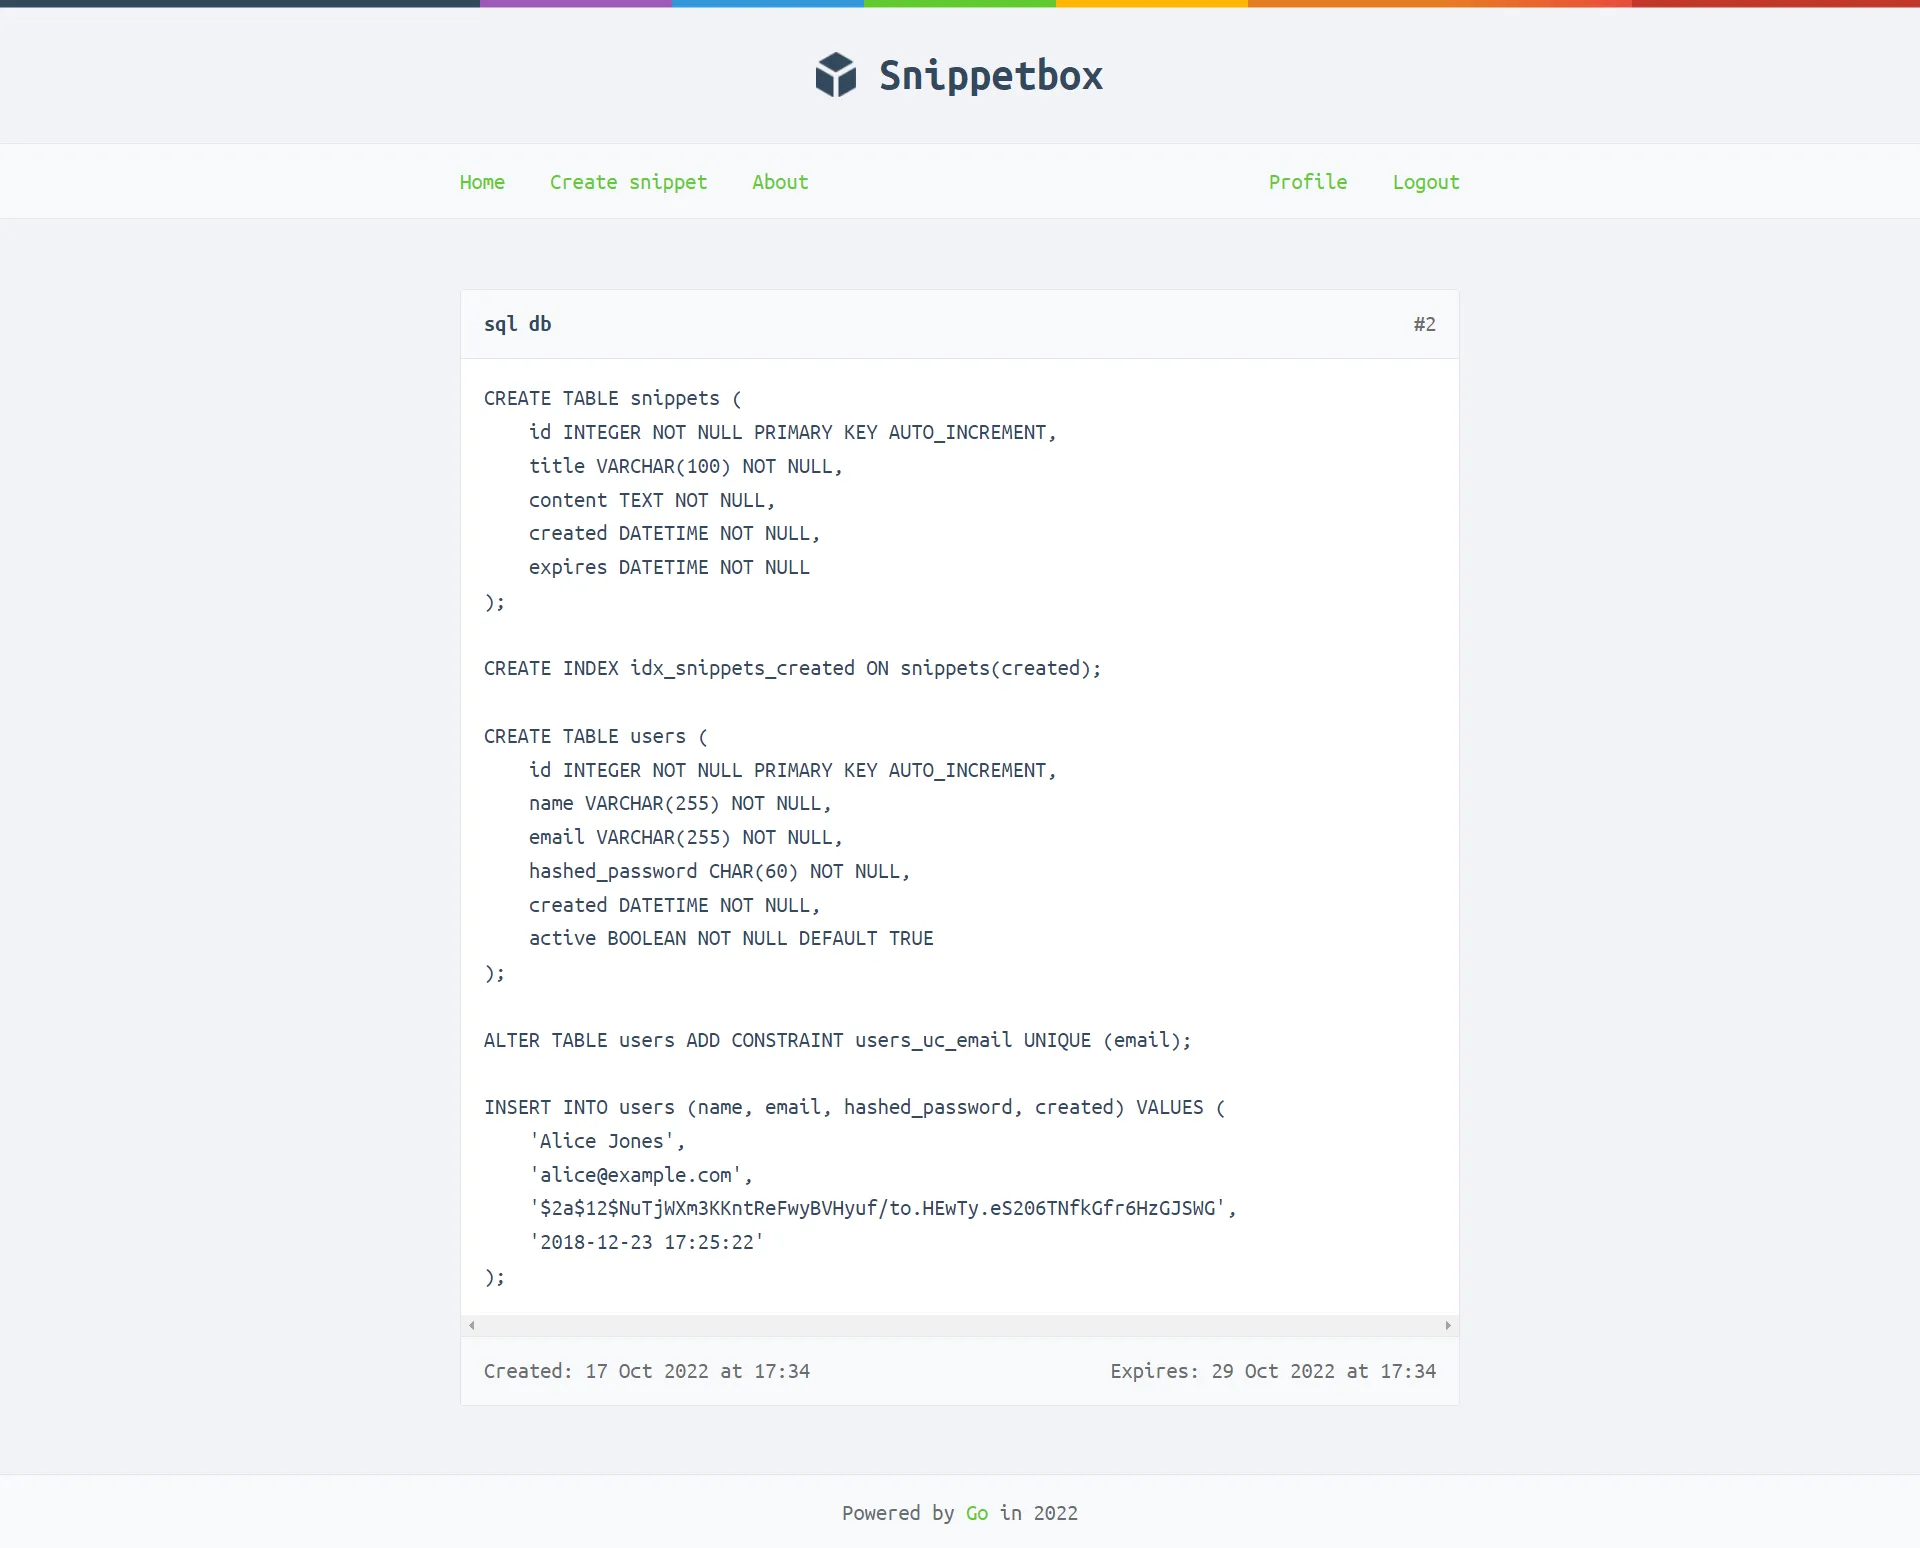 Snippetbox
Home Create snippet About Profile Logout
sql db #2
CREATE TABLE snippets (
    id INTEGER NOT NULL PRIMARY KEY AUTO_INCREMENT,
    title VARCHAR(100) NOT NULL,
    content TEXT NOT NULL,
    created DATETIME NOT NULL,
    expires DATETIME NOT NULL
);
CREATE INDEX idx_snippets_created ON snippets(created);
CREATE TABLE users (
    id INTEGER NOT NULL PRIMARY KEY AUTO_INCREMENT,
    name VARCHAR(255) NOT NULL,
    email VARCHAR(255) NOT NULL,
    hashed_password CHAR(60) NOT NULL,
    created DATETIME NOT NULL,
    active BOOLEAN NOT NULL DEFAULT TRUE
);
ALTER TABLE users ADD CONSTRAINT users_uc_email UNIQUE (email);
INSERT INTO users (name, email, hashed_password, created) VALUES (
    'Alice Jones',
    'alice@example.com',
    '$2a$12$NuTjWXm3KKntReFwyBVHyuf/to.HEwTy.eS206TNfkGfr6HzGJSWG',
    '2018-12-23 17:25:22'
);
Created: 17 Oct 2022 at 17:34 Expires: 29 Oct 2022 at 17:34
Powered by Go in 2022